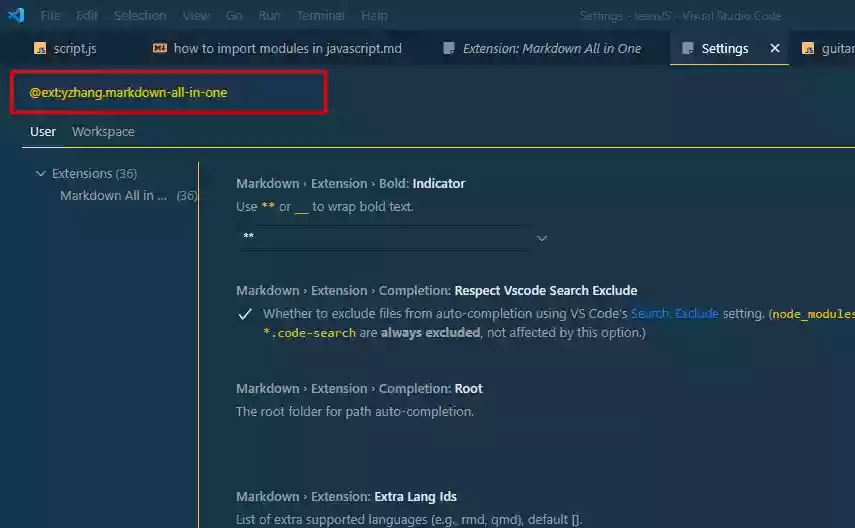 File Edit Selection View Go Run Terminal Help Settings - learnJS - Visual Studio Code
script.js how to import modules in javascript.md Extension: Markdown All in One Settings guitar
@ext:yzhang.markdown-all-in-one
User Workspace
Extensions (36)
Markdown All in ... (36)
Markdown › Extension › Bold: Indicator
Use ** or __ to wrap bold text.
**
Markdown › Extension › Completion: Respect Vscode Search Exclude
Whether to exclude files from auto-completion using VS Code's Search: Exclude setting. (node_modules
*.code-search are always excluded, not affected by this option.)
Markdown › Extension › Completion: Root
The root folder for path auto-completion.
Markdown › Extension: Extra Lang Ids
List of extra supported languages (e.g., rmd, qmd), default [].